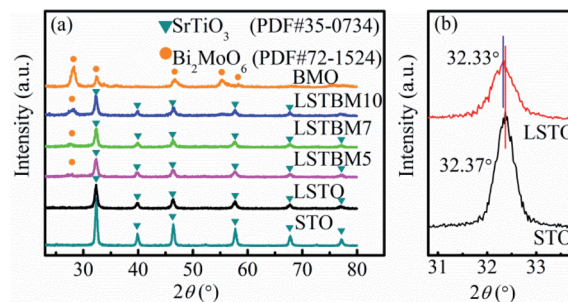 (a)
SrTiO₃ (PDF#35-0734)
Bi₂MoO₆ (PDF#72-1524)
BMO
LSTBM10
LSTBM7
LSTBM5
LSTO
STO
Intensity (a.u.)
30 40 50 60 70 80
2θ (°)
(b)
32.33°
LSTO
32.37°
STO
Intensity (a.u.)
31 32 33
2θ (°)